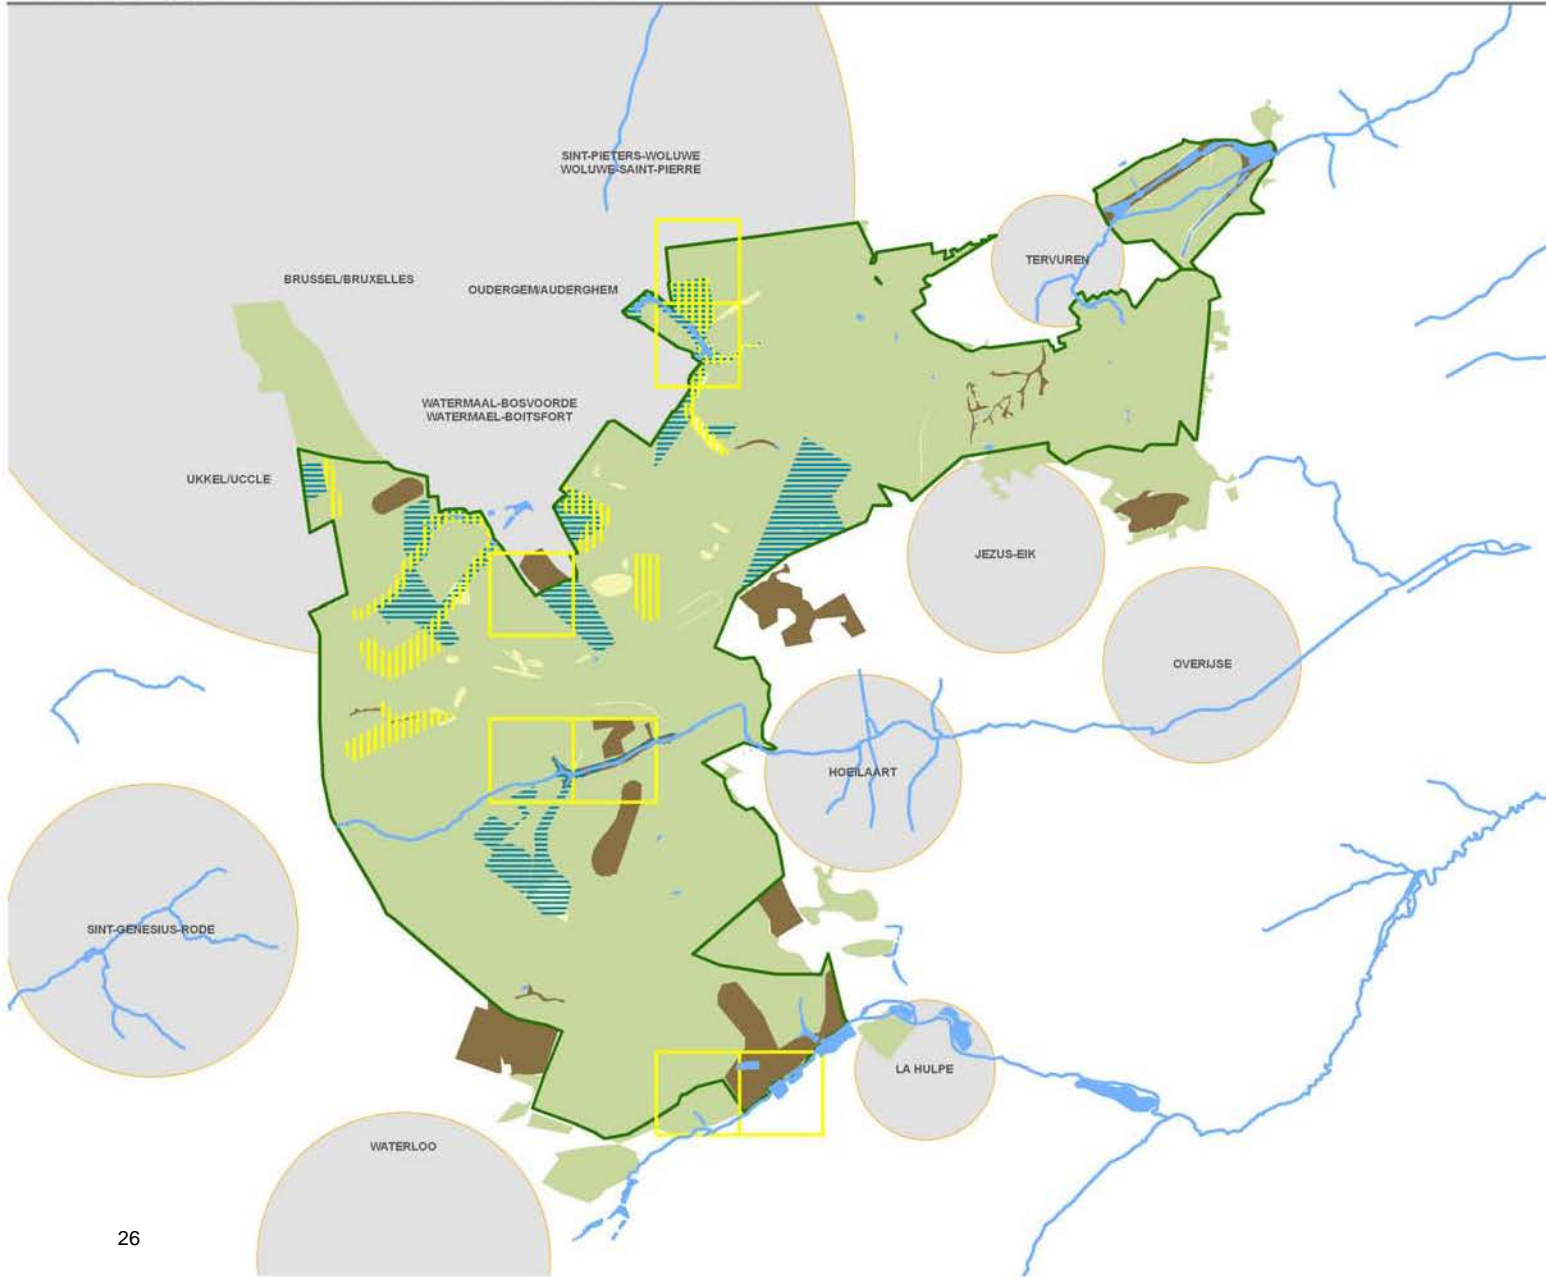 SINT-PIETERS-WOLUWE
WOLUWE-SAINT-PIERRE
TERVUREN
BRUSSEL/BRUXELLES
OUDERGEM/AUDERGHEM
WATERMAAL-BOSVOORDE
WATERMAEL-BOITSFORT
UKKEL/UCCLE
JEZUS-EIK
OVERIJSE
HOEILAART
SINT-GENESIUS-RODE
LA HULPE
WATERLOO
26